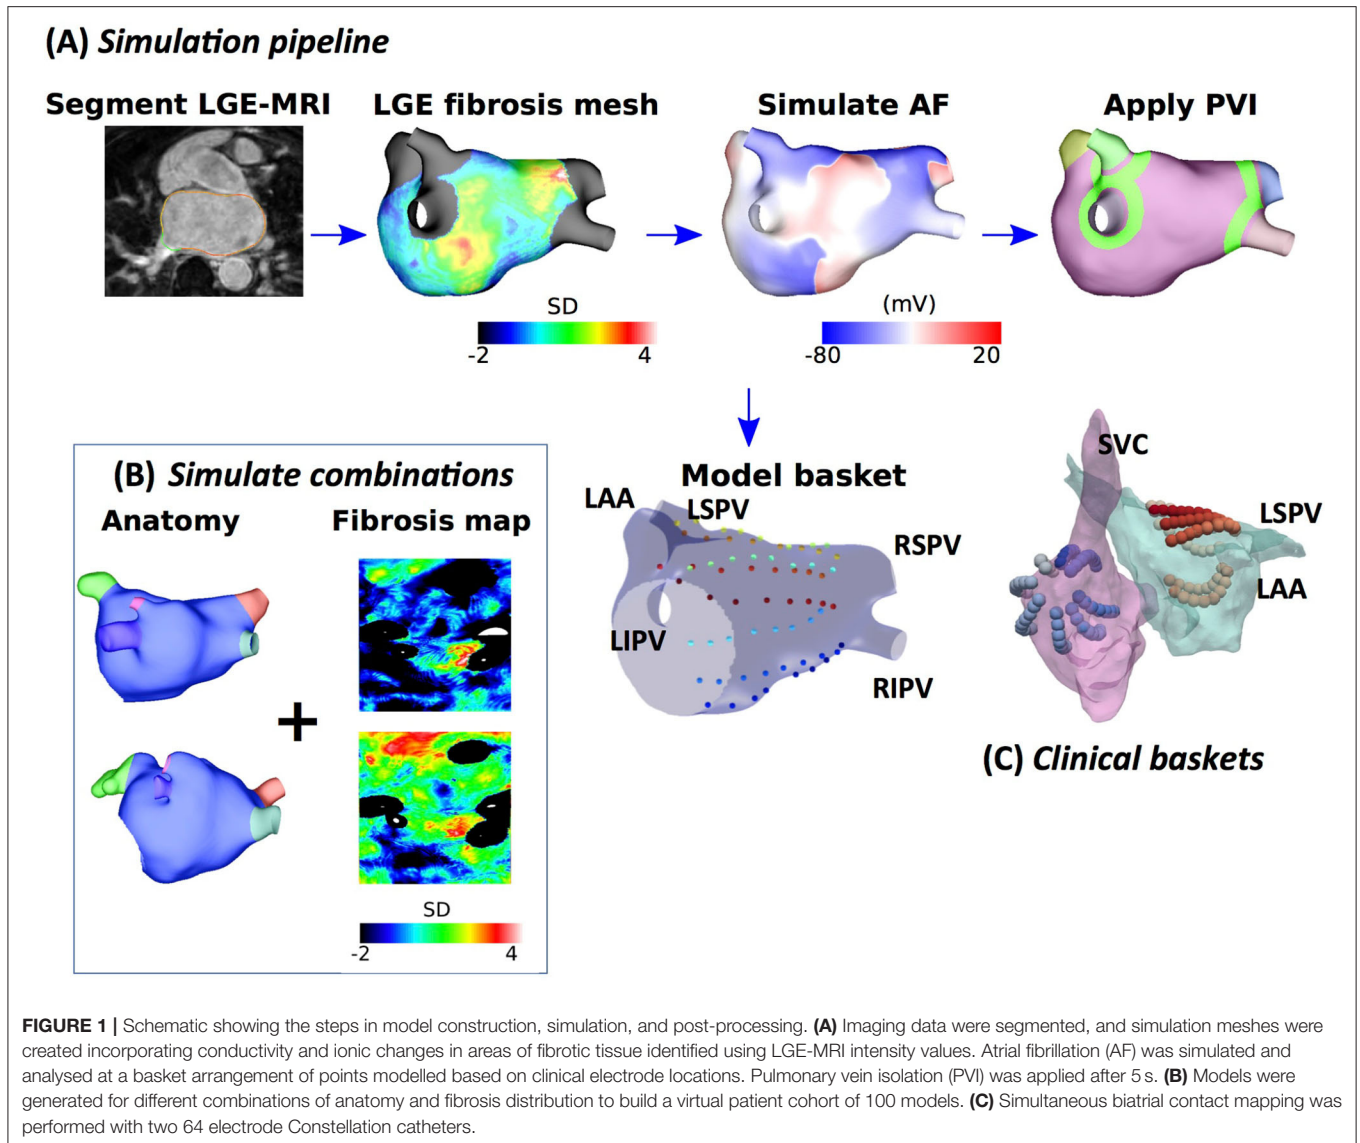 (A) Simulation pipeline
Segment LGE-MRI
LGE fibrosis mesh
Simulate AF
Apply PVI
SD
-2
4
(mV)
-80
20
(B) Simulate combinations
Anatomy
Fibrosis map
+
SD
-2
4
Model basket
LAA
LSPV
RSPV
LIPV
RIPV
SVC
LSPV
LAA
(C) Clinical baskets
FIGURE 1 | Schematic showing the steps in model construction, simulation, and post-processing. (A) Imaging data were segmented, and simulation meshes were
created incorporating conductivity and ionic changes in areas of fibrotic tissue identified using LGE-MRI intensity values. Atrial fibrillation (AF) was simulated and
analysed at a basket arrangement of points modelled based on clinical electrode locations. Pulmonary vein isolation (PVI) was applied after 5 s. (B) Models were
generated for different combinations of anatomy and fibrosis distribution to build a virtual patient cohort of 100 models. (C) Simultaneous biatrial contact mapping was
performed with two 64 electrode Constellation catheters.